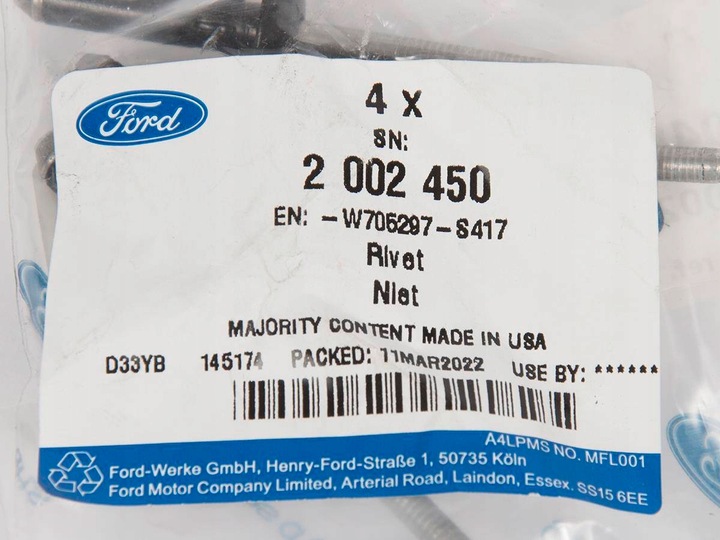 Ford
4 x
SN:
2 002 450
EN: -W706297-S417
Rivet
Niet
MAJORITY CONTENT MADE IN USA
D33YB 145174 PACKED: 11MAR2022 USE BY: ******
A4LPMS NO. MFL001
Ford-Werke GmbH, Henry-Ford-Straße 1, 50735 Köln
Ford Motor Company Limited, Arterial Road, Laindon, Essex. SS15 6EE